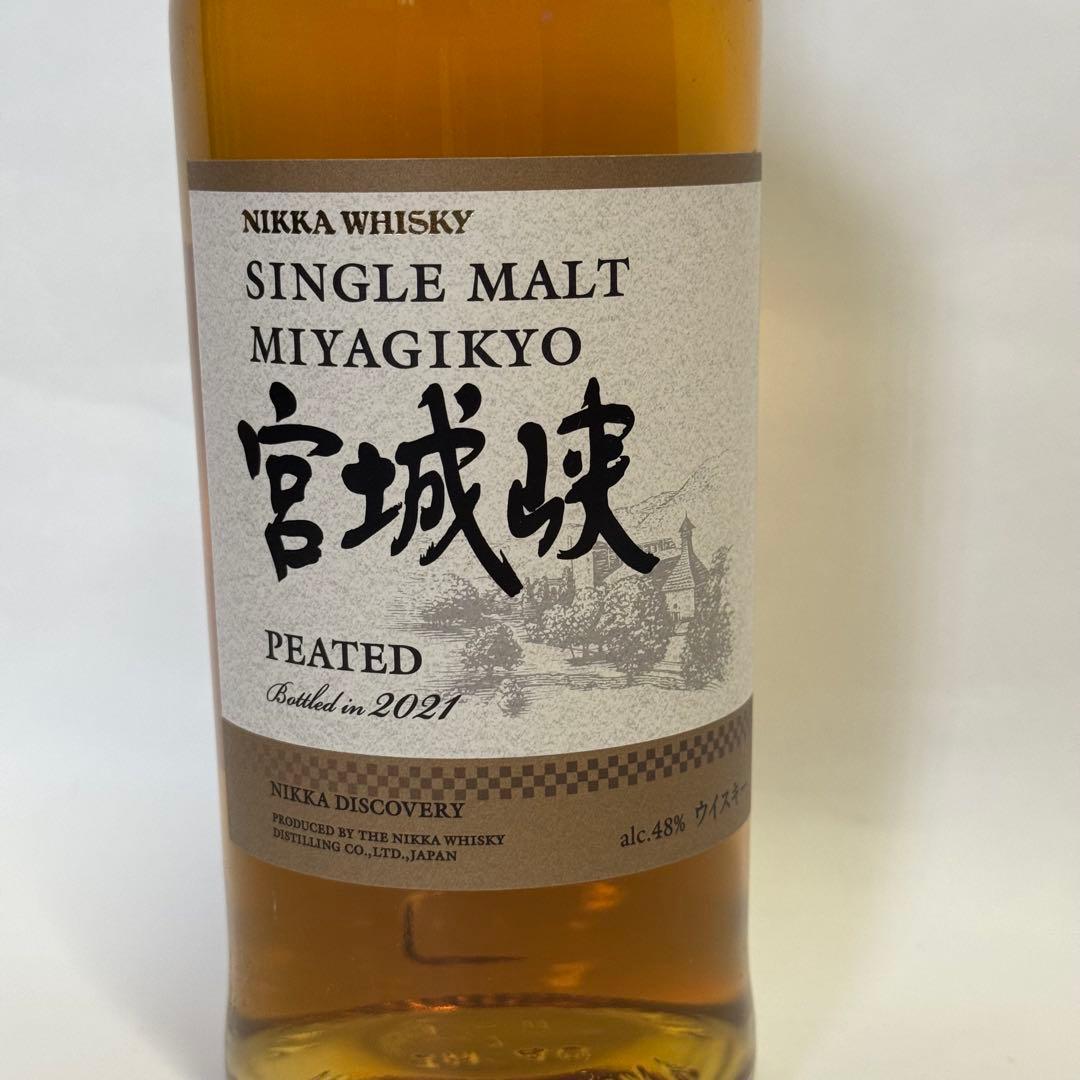 NIKKA WHISKY
SINGLE MALT
MIYAGIKYO
宮城峡
PEATED
Bottled in 2021
NIKKA DISCOVERY
PRODUCED BY THE NIKKA WHISKY
DISTILLING CO.,LTD.,JAPAN
alc.48% ウイスキー